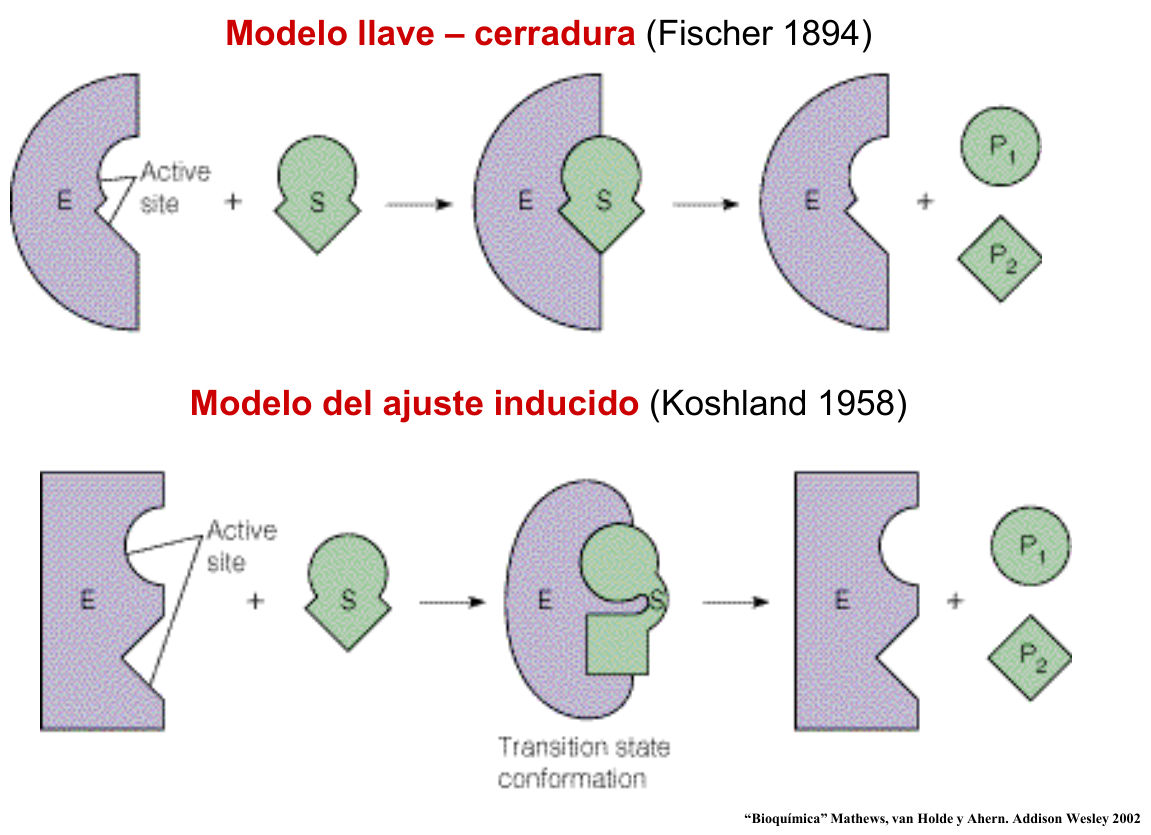 Modelo llave – cerradura (Fischer 1894)
Active
site
E
+
S
E
S
E
+
P1
P2
Modelo del ajuste inducido (Koshland 1958)
Active
site
E
+
S
E
S
E
+
P1
P2
Transition state
conformation
“Bioquímica” Mathews, van Holde y Ahern. Addison Wesley 2002